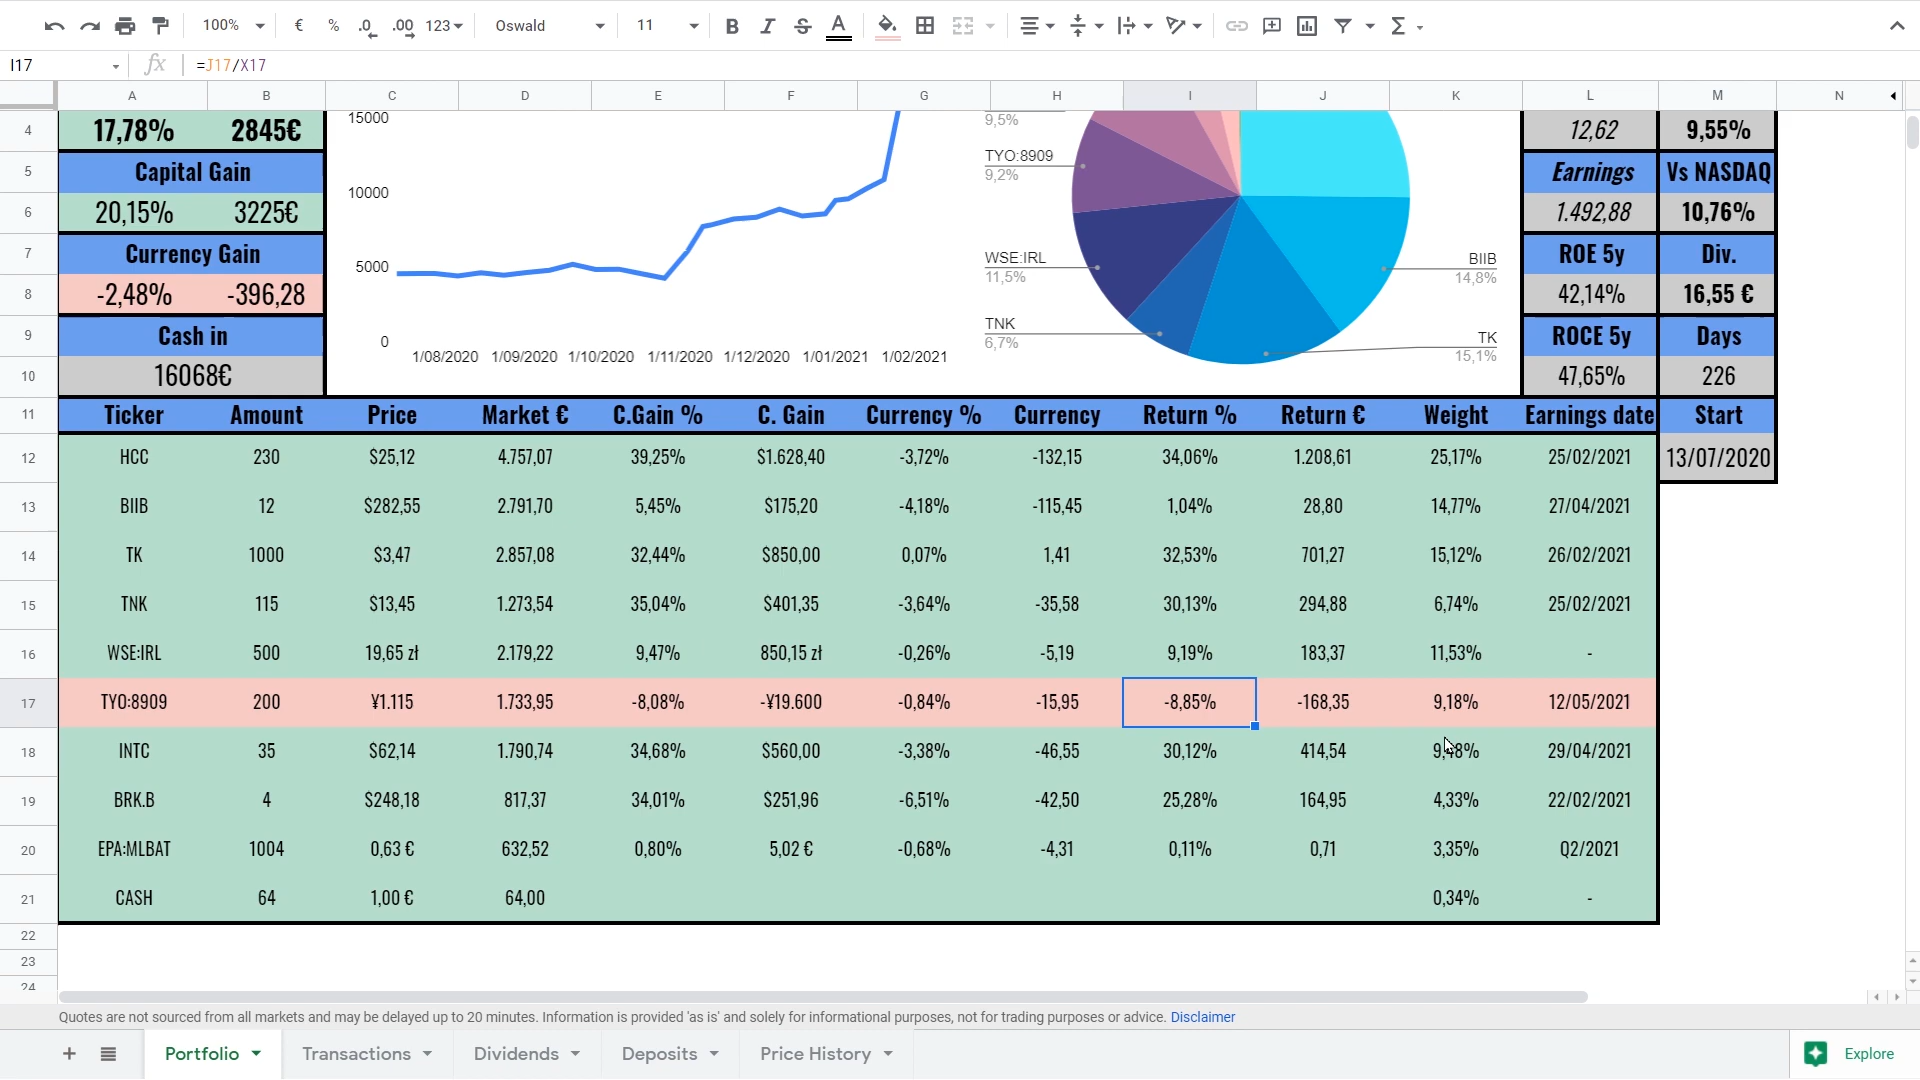 100% € % .0 .00 123 Oswald 11 B I S A Σ
I17 fx =J17/X17
A B C D E F G H I J K L M N
4 17,78% 2845€ 12,62 9,55%
5 Capital Gain Earnings Vs NASDAQ
6 20,15% 3225€ 1.492,88 10,76%
7 Currency Gain ROE 5y Div.
8 -2,48% -396,28 42,14% 16,55 €
9 Cash in ROCE 5y Days
10 16068€ 47,65% 226
15000
10000
5000
0
1/08/2020 1/09/2020 1/10/2020 1/11/2020 1/12/2020 1/01/2021 1/02/2021
9,5%
TYO:8909
9,2%
WSE:IRL
11,5%
TNK
6,7%
BIIB
14,8%
TK
15,1%
11 Ticker Amount Price Market € C.Gain % C. Gain Currency % Currency Return % Return € Weight Earnings date Start
12 HCC 230 $25,12 4.757,07 39,25% $1.628,40 -3,72% -132,15 34,06% 1.208,61 25,17% 25/02/2021 13/07/2020
13 BIIB 12 $282,55 2.791,70 5,45% $175,20 -4,18% -115,45 1,04% 28,80 14,77% 27/04/2021
14 TK 1000 $3,47 2.857,08 32,44% $850,00 0,07% 1,41 32,53% 701,27 15,12% 26/02/2021
15 TNK 115 $13,45 1.273,54 35,04% $401,35 -3,64% -35,58 30,13% 294,88 6,74% 25/02/2021
16 WSE:IRL 500 19,65 zł 2.179,22 9,47% 850,15 zł -0,26% -5,19 9,19% 183,37 11,53% -
17 TYO:8909 200 ¥1.115 1.733,95 -8,08% -¥19.600 -0,84% -15,95 -8,85% -168,35 9,18% 12/05/2021
18 INTC 35 $62,14 1.790,74 34,68% $560,00 -3,38% -46,55 30,12% 414,54 9,48% 29/04/2021
19 BRK.B 4 $248,18 817,37 34,01% $251,96 -6,51% -42,50 25,28% 164,95 4,33% 22/02/2021
20 EPA:MLBAT 1004 0,63 € 632,52 0,80% 5,02 € -0,68% -4,31 0,11% 0,71 3,35% Q2/2021
21 CASH 64 1,00 € 64,00 0,34% -
22
23
24
Quotes are not sourced from all markets and may be delayed up to 20 minutes. Information is provided 'as is' and solely for informational purposes, not for trading purposes or advice. Disclaimer
+ Portfolio Transactions Dividends Deposits Price History Explore